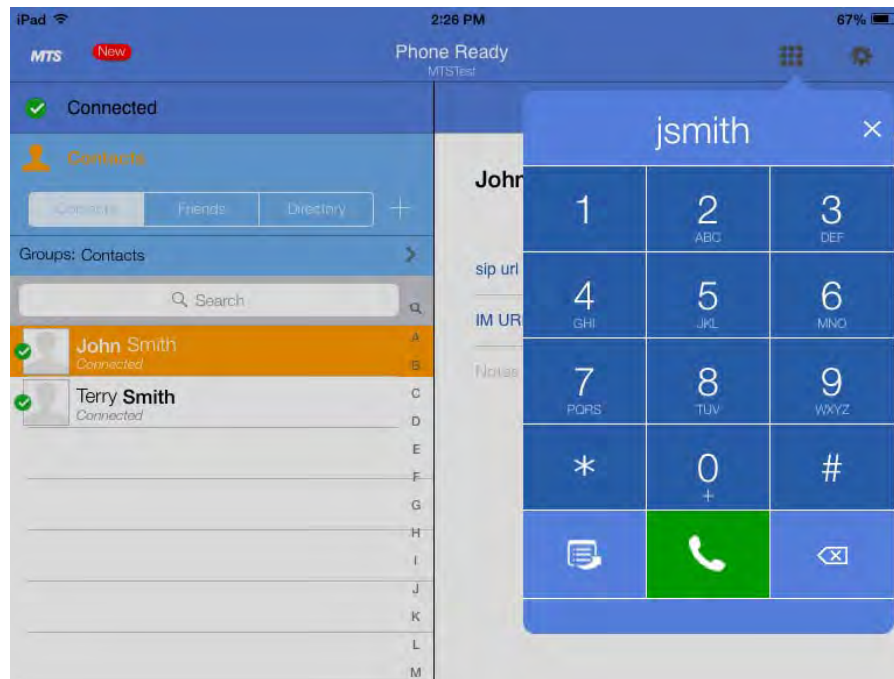 iPad 2:26 PM 67%
MTS New Phone Ready
MTSTest
Connected
Contacts
Contacts Friends Directory +
Groups: Contacts
Search
John Smith
Connected
Terry Smith
Connected
A
B
C
D
E
F
G
H
I
J
K
L
M
John
sip url
IM UR
Notes
jsmith ×
1 2 3
ABC DEF
4 5 6
GHI JKL MNO
7 8 9
PQRS TUV WXYZ
* 0 #
+